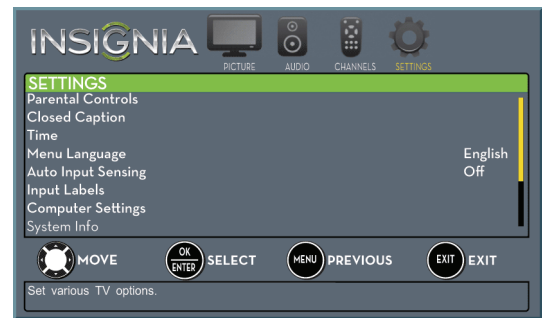 INSIGNIA
PICTURE AUDIO CHANNELS SETTINGS
SETTINGS
Parental Controls
Closed Caption
Time
Menu Language English
Auto Input Sensing Off
Input Labels
Computer Settings
System Info
MOVE OK ENTER SELECT MENU PREVIOUS EXIT EXIT
Set various TV options.